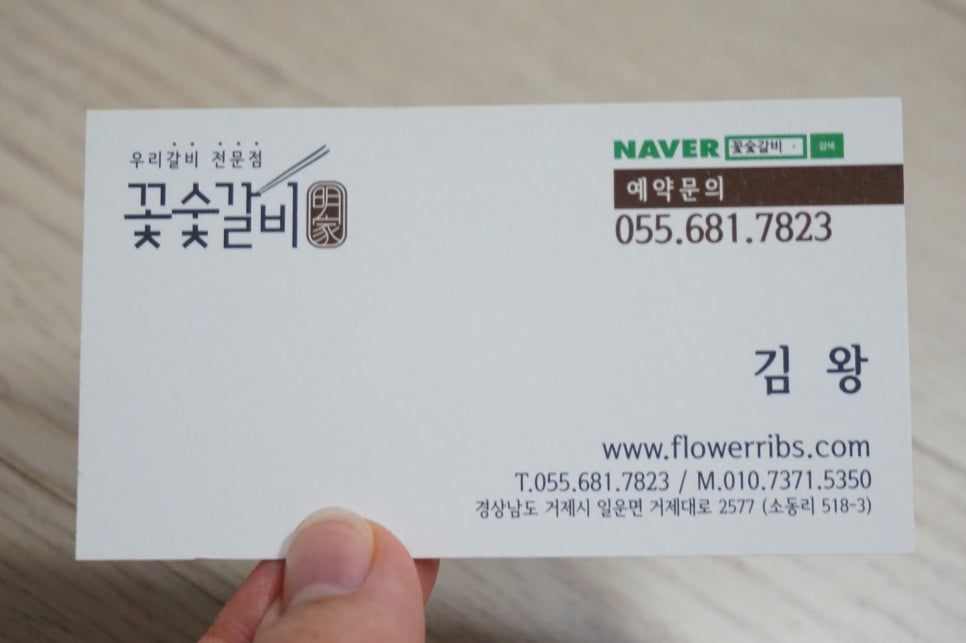 우리갈비 전문점
꽃숯갈비 明家
NAVER 꽃숯갈비 검색
예약문의
055.681.7823
김 왕
www.flowerribs.com
T.055.681.7823 / M.010.7371.5350
경상남도 거제시 일운면 거제대로 2577 (소동리 518-3)